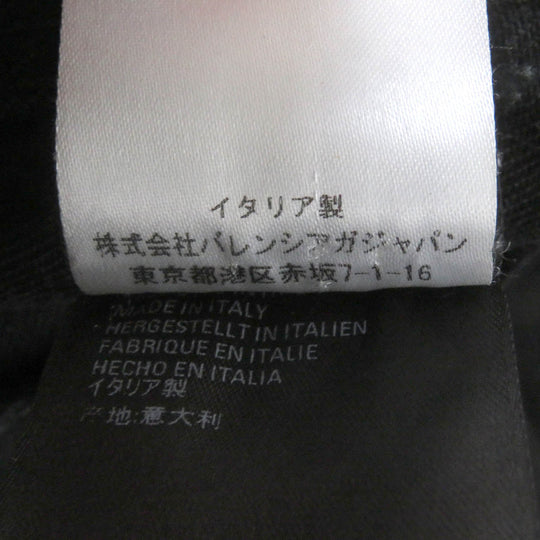 イタリア製
株式会社バレンシアガジャパン
東京都港区赤坂7-1-16
MADE IN ITALY
HERGESTELLT IN ITALIEN
FABRIQUE EN ITALIE
HECHO EN ITALIA
イタリア製
产地:意大利